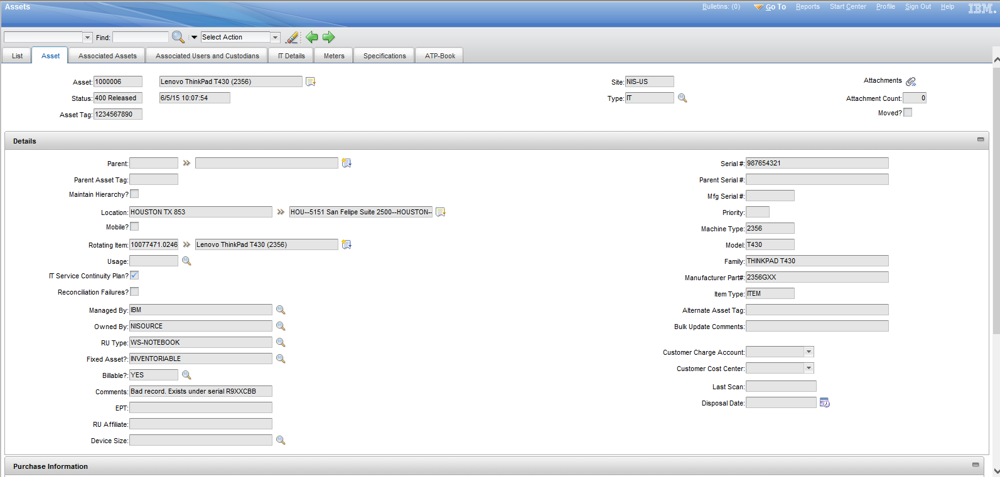 Assets
Bulletins: (0) Go To Reports Start Center Profile Sign Out Help IBM.
Find: Select Action
List Asset Associated Assets Associated Users and Custodians IT Details Meters Specifications ATP-Book
Asset: 1000006 Lenovo ThinkPad T430 (2356) Site: NIS-US Attachments
Status: 400 Released 6/5/15 10:07:54 Type: IT Attachment Count: 0
Asset Tag: 1234567890 Moved?
Details
Parent: Serial #: 987654321
Parent Asset Tag: Parent Serial #:
Maintain Hierarchy? Mfg Serial #:
Location: HOUSTON TX 853 HOU--5151 San Felipe Suite 2500--HOUSTON-- Priority:
Mobile? Machine Type: 2356
Rotating Item: 10077471.0246 Lenovo ThinkPad T430 (2356) Model: T430
Usage: Family: THINKPAD T430
IT Service Continuity Plan? Manufacturer Part#: 2356GXX
Reconciliation Failures? Item Type: ITEM
Managed By: IBM Alternate Asset Tag:
Owned By: NISOURCE Bulk Update Comments:
RU Type: WS-NOTEBOOK Customer Charge Account:
Fixed Asset?: INVENTORIABLE Customer Cost Center:
Billable?: YES
Comments: Bad record. Exists under serial R9XXCBB Last Scan:
EPT: Disposal Date:
RU Affiliate:
Device Size:
Purchase Information